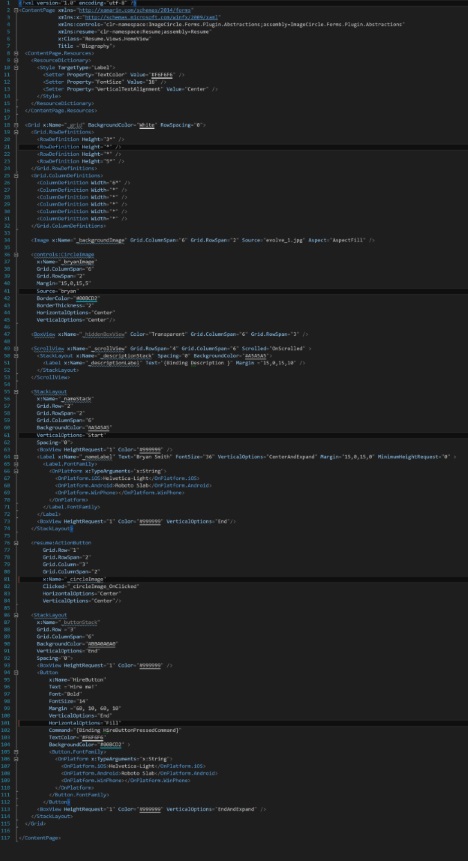 <?xml version="1.0" encoding="utf-8" ?>
<ContentPage xmlns="http://xamarin.com/schemas/2014/forms"
xmlns:x="http://schemas.microsoft.com/winfx/2009/xaml"
xmlns:controls="clr-namespace:ImageCircle.Forms.Plugin.Abstractions;assembly=ImageCircle.Forms.Plugin.Abstractions"
xmlns:resume="clr-namespace:Resume;assembly=Resume"
x:Class="Resume.Views.HomeView"
Title ="Biography">
<ContentPage.Resources>
<ResourceDictionary>
<Style TargetType="Label">
<Setter Property="TextColor" Value="#F6F6F6" />
<Setter Property="FontSize" Value="16" />
<Setter Property="VerticalTextAlignment" Value="Center" />
</Style>
</ResourceDictionary>
</ContentPage.Resources>
<Grid x:Name="_grid" BackgroundColor="White" RowSpacing="0">
<Grid.RowDefinitions>
<RowDefinition Height="3*" />
<RowDefinition Height="*" />
<RowDefinition Height="*" />
<RowDefinition Height="5*" />
</Grid.RowDefinitions>
<Grid.ColumnDefinitions>
<ColumnDefinition Width="6*" />
<ColumnDefinition Width="*" />
<ColumnDefinition Width="*" />
<ColumnDefinition Width="*" />
<ColumnDefinition Width="*" />
<ColumnDefinition Width="*" />
</Grid.ColumnDefinitions>
<Image x:Name="_backgroundImage" Grid.ColumnSpan="6" Grid.RowSpan="2" Source="evolve_1.jpg" Aspect="AspectFill" />
<controls:CircleImage
x:Name="_bryanImage"
Grid.ColumnSpan="6"
Grid.RowSpan="2"
Margin="15,0,15,5"
Source="bryan"
BorderColor="#00BCD2"
BorderThickness="2"
HorizontalOptions="Center"
VerticalOptions="Center"/>
<BoxView x:Name="_hiddenBoxView" Color="Transparent" Grid.ColumnSpan="6" Grid.RowSpan="2" />
<ScrollView x:Name="_scrollView" Grid.RowSpan="4" Grid.ColumnSpan="6" Scrolled="OnScrolled" >
<StackLayout x:Name="_descriptionStack" Spacing="0" BackgroundColor="#A5A5A5">
<Label x:Name="_descriptionLabel" Text="{Binding Description }" Margin ="15,0,15,10" />
</StackLayout>
</ScrollView>
<StackLayout
x:Name="_nameStack"
Grid.Row="2"
Grid.RowSpan="2"
Grid.ColumnSpan="6"
BackgroundColor="#A5A5A5"
VerticalOptions="Start"
Spacing="0">
<BoxView HeightRequest="1" Color="#999999" />
<Label x:Name="_nameLabel" Text="Bryan Smith" FontSize="36" VerticalOptions="CenterAndExpand" Margin="15,0,15,0" MinimumHeightRequest="0" >
<Label.FontFamily>
<OnPlatform x:TypeArguments="x:String">
<OnPlatform.iOS>Helvetica-Light</OnPlatform.iOS>
<OnPlatform.Android>Roboto Slab</OnPlatform.Android>
<OnPlatform.WinPhone></OnPlatform.WinPhone>
</OnPlatform>
</Label.FontFamily>
</Label>
<BoxView HeightRequest="1" Color="#999999" VerticalOptions="End"/>
</StackLayout>
<resume:ActionButton
Grid.Row="1"
Grid.RowSpan="2"
Grid.Column="3"
Grid.ColumnSpan="2"
x:Name="_circleImage"
Clicked="_circleImage_OnClicked"
HorizontalOptions="Center"
VerticalOptions="Center"/>
<StackLayout
x:Name="_buttonStack"
Grid.Row ="3"
Grid.ColumnSpan="6"
VerticalOptions="End"
Spacing="0">
<BoxView HeightRequest="1" Color="#999999" />
<Button
x:Name="HireButton"
Text ="Hire me!"
Font="Bold"
FontSize="14"
Margin ="60, 10, 60, 10"
VerticalOptions="End"
HorizontalOptions="Fill"
Command="{Binding HireButtonPressedCommand}"
TextColor="#F6F6F6"
BackgroundColor="#00BCD2" >
<Button.FontFamily>
<OnPlatform x:TypeArguments="x:String">
<OnPlatform.iOS>Helvetica-Light</OnPlatform.iOS>
<OnPlatform.Android>Roboto Slab</OnPlatform.Android>
<OnPlatform.WinPhone></OnPlatform.WinPhone>
</OnPlatform>
</Button.FontFamily>
</Button>
<BoxView HeightRequest="1" Color="#999999" VerticalOptions="EndAndExpand" />
</StackLayout>
</Grid>
</ContentPage>